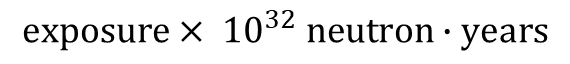 exposure × 10³² neutron · years